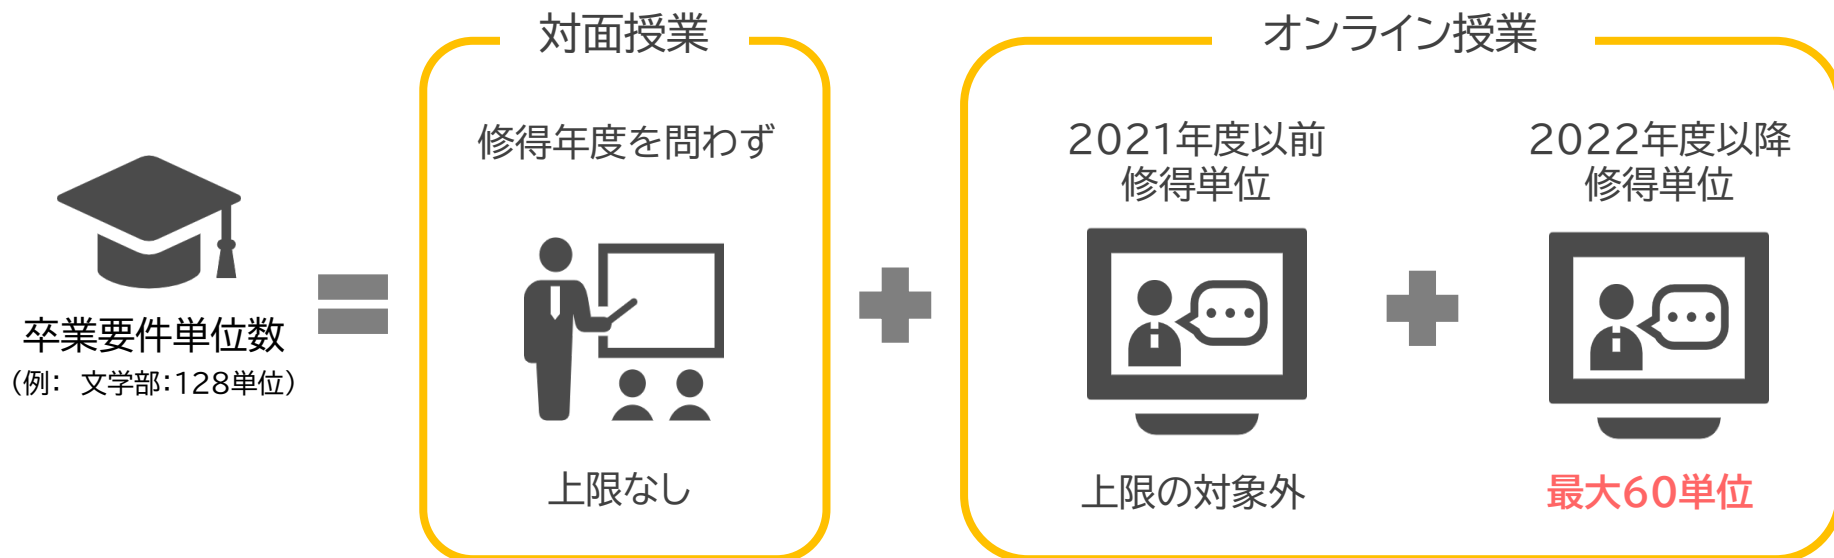 対面授業
オンライン授業
修得年度を問わず
2021年度以前
修得単位
2022年度以降
修得単位
卒業要件単位数
(例: 文学部:128単位)
上限なし
上限の対象外
最大60単位